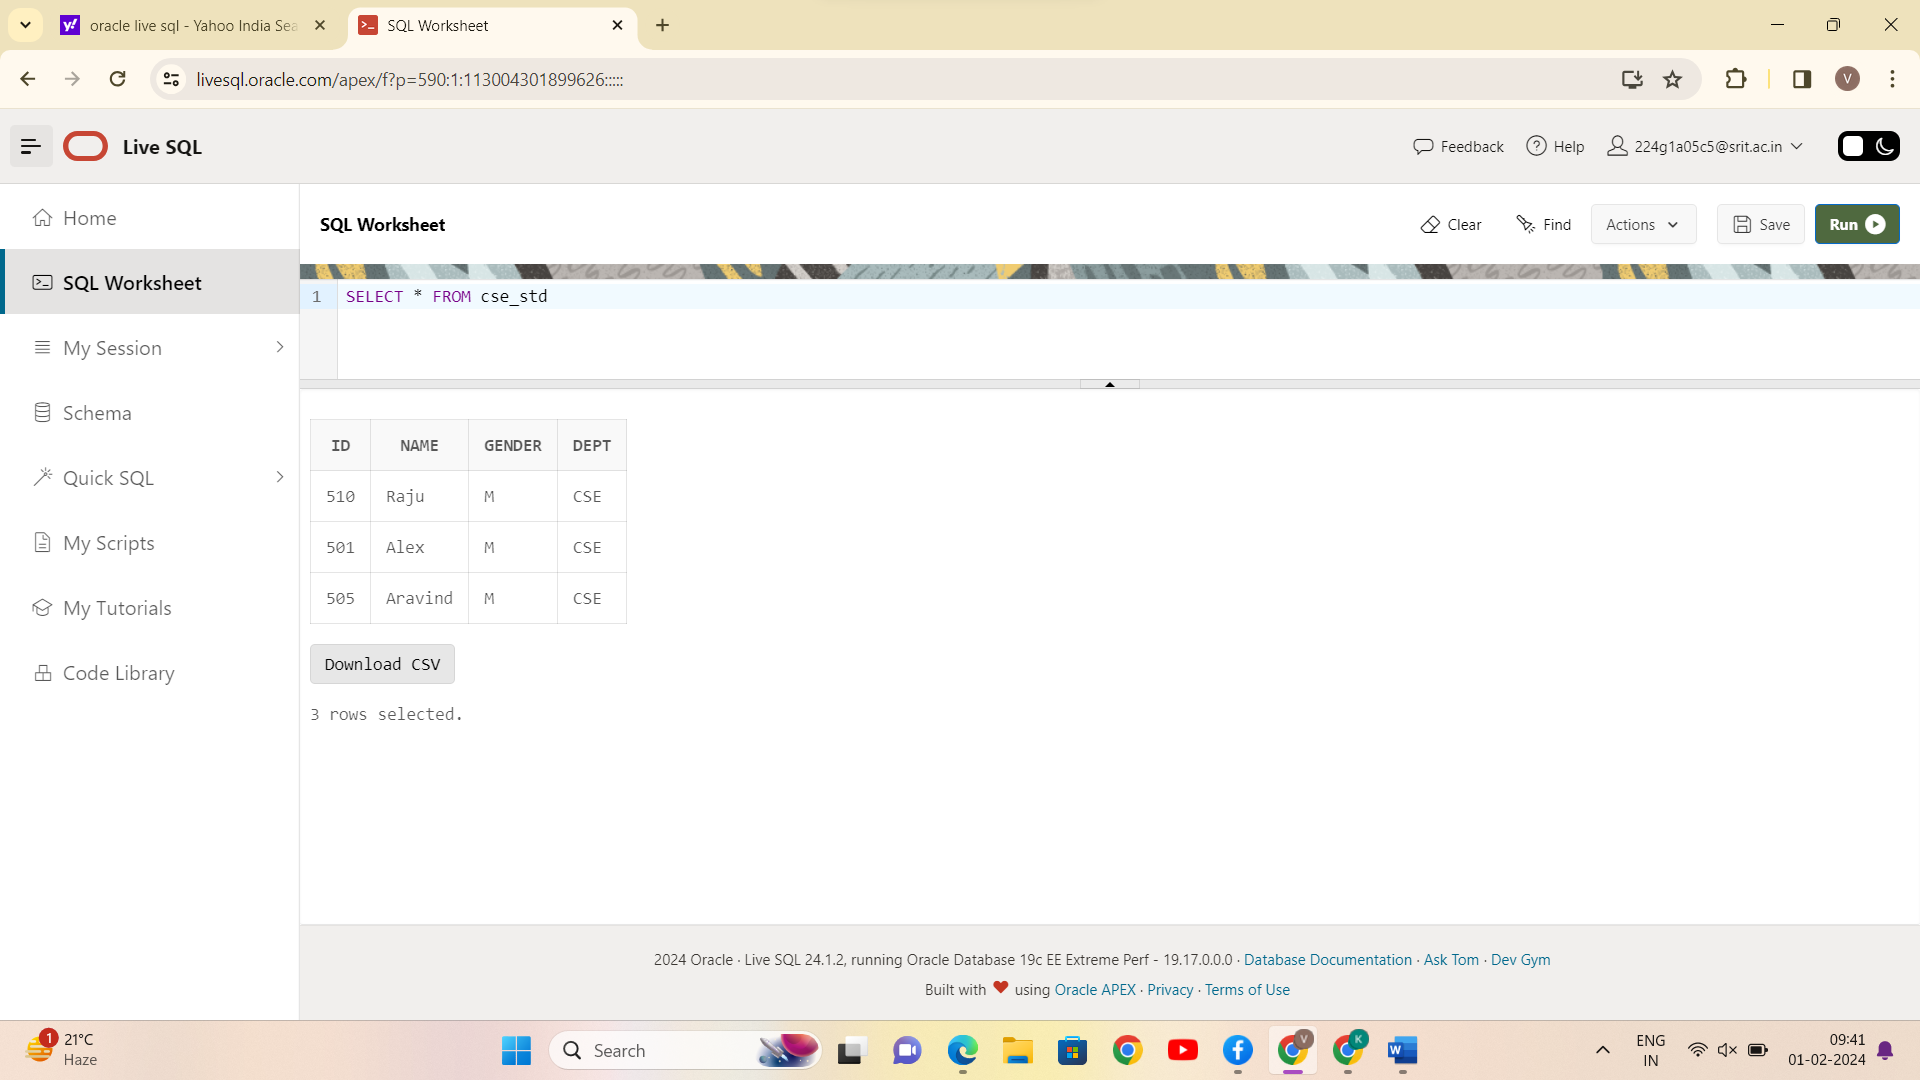 oracle live sql - Yahoo India Sea
SQL Worksheet
livesql.oracle.com/apex/f?p=590:1:113004301899626:::::
V
Live SQL
Feedback
Help
224g1a05c5@srit.ac.in
Home
SQL Worksheet
My Session
Schema
Quick SQL
My Scripts
My Tutorials
Code Library
SQL Worksheet
Clear
Find
Actions
Save
Run
1 SELECT * FROM cse_std
ID NAME GENDER DEPT
510 Raju M CSE
501 Alex M CSE
505 Aravind M CSE
Download CSV
3 rows selected.
2024 Oracle · Live SQL 24.1.2, running Oracle Database 19c EE Extreme Perf - 19.17.0.0.0 · Database Documentation · Ask Tom · Dev Gym
Built with ❤ using Oracle APEX · Privacy · Terms of Use
1
21°C
Haze
Search
V
K
W
ENG
IN
09:41
01-02-2024